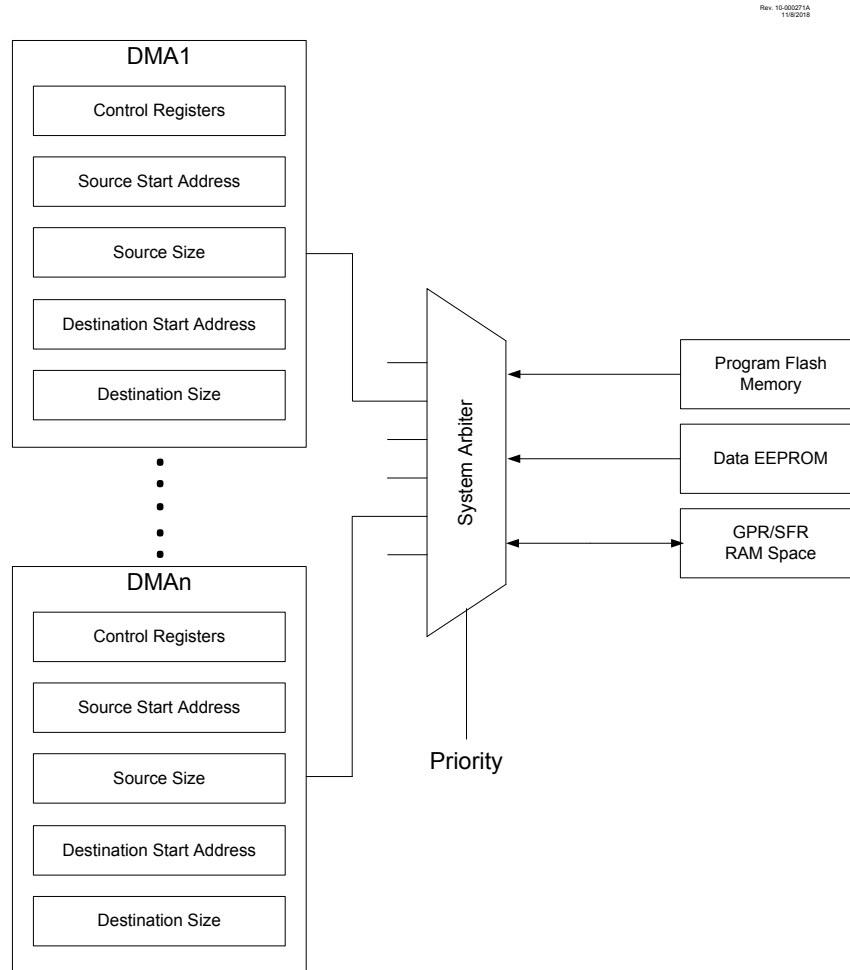 Rev. 10-000271A
11/8/2018
DMA1
Control Registers
Source Start Address
Source Size
Destination Start Address
Destination Size
System Arbiter
Program Flash
Memory
Data EEPROM
GPR/SFR
RAM Space
Priority
DMAn
Control Registers
Source Start Address
Source Size
Destination Start Address
Destination Size